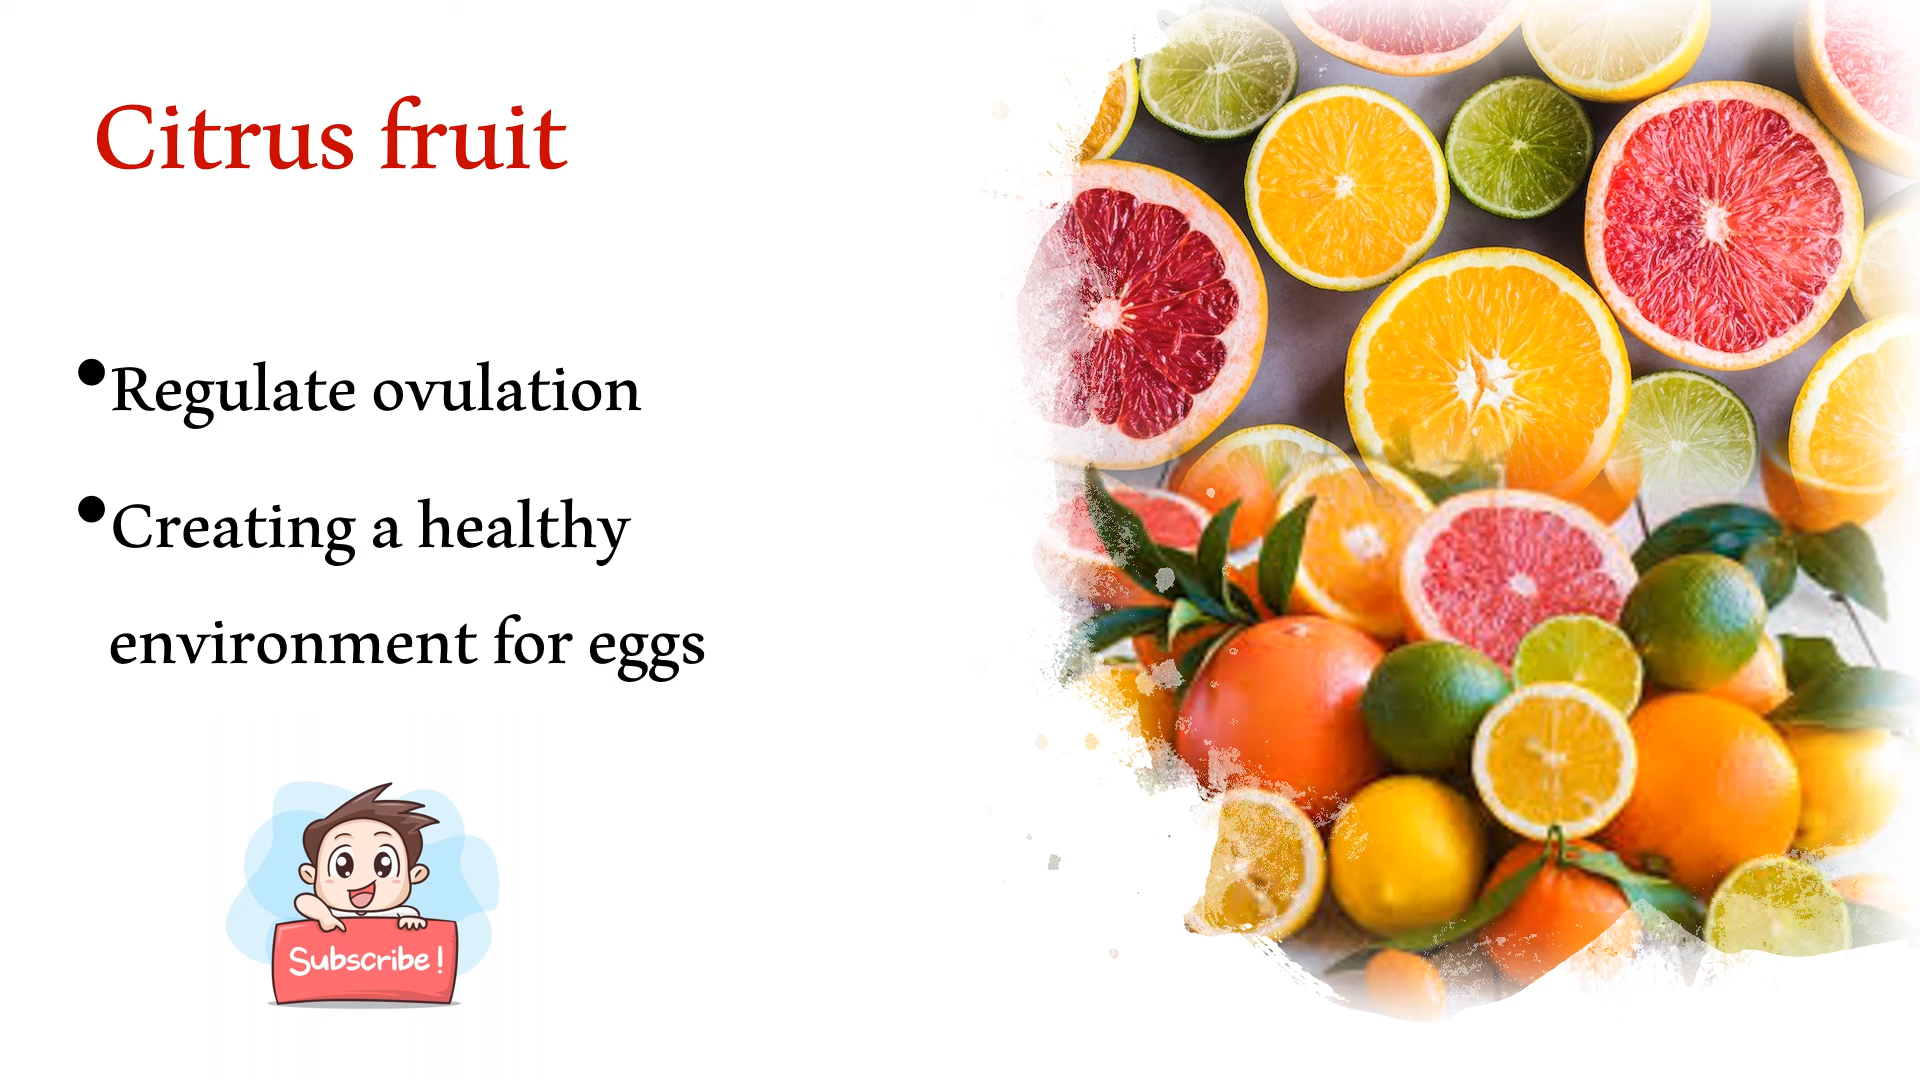 Citrus fruit
•Regulate ovulation
•Creating a healthy
environment for eggs
Subscribe!